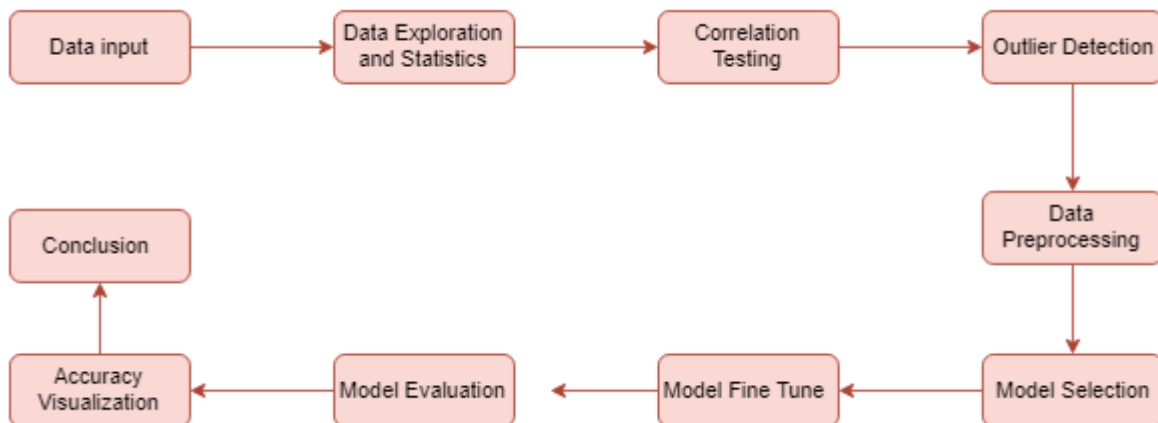 Data input
Data Exploration
and Statistics
Correlation
Testing
Outlier Detection
Data
Preprocessing
Model Selection
Model Fine Tune
Model Evaluation
Accuracy
Visualization
Conclusion